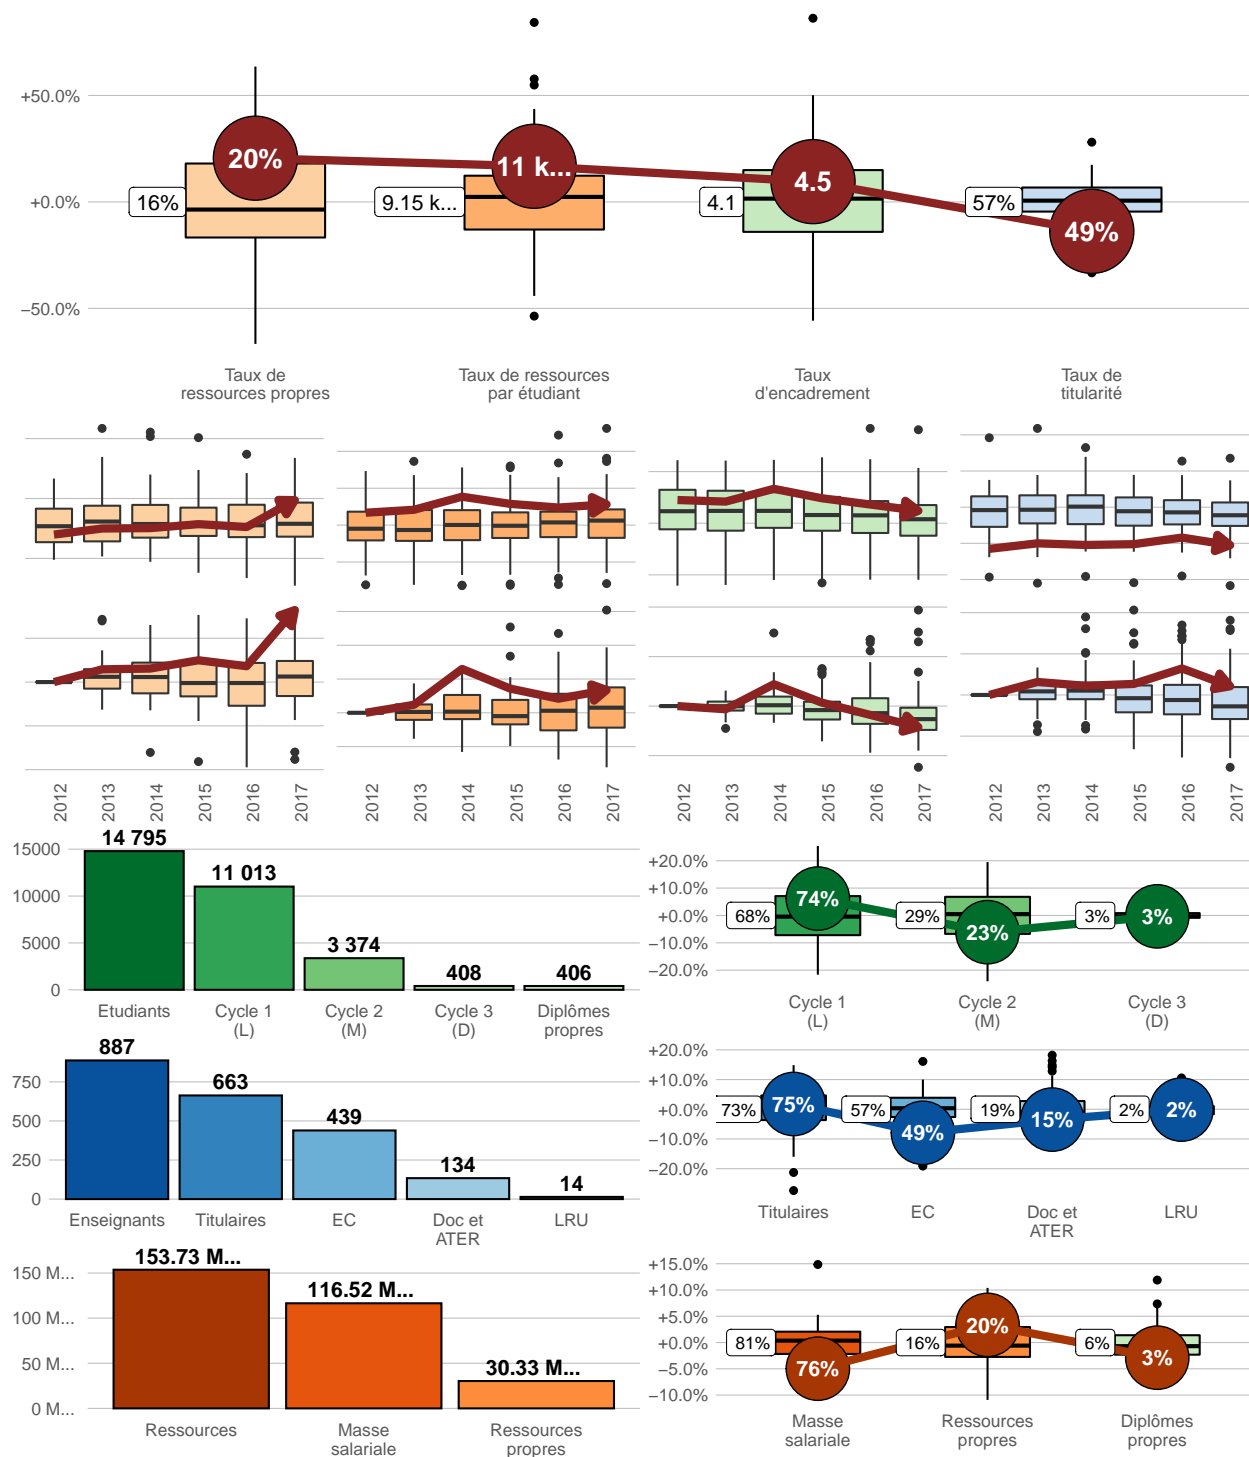 +50.0%
+0.0%
−50.0%
16%
20%
9.15 k...
11 k...
4.1
4.5
57%
49%
Taux de
ressources propres
Taux de ressources
par étudiant
Taux
d'encadrement
Taux de
titularité
2012
2013
2014
2015
2016
2017
2012
2013
2014
2015
2016
2017
2012
2013
2014
2015
2016
2017
2012
2013
2014
2015
2016
2017
15000
10000
5000
0
14 795
11 013
3 374
408
406
Etudiants
Cycle 1
(L)
Cycle 2
(M)
Cycle 3
(D)
Diplômes
propres
+20.0%
+10.0%
+0.0%
−10.0%
−20.0%
68%
74%
29%
23%
3%
3%
Cycle 1
(L)
Cycle 2
(M)
Cycle 3
(D)
750
500
250
0
887
663
439
134
14
Enseignants
Titulaires
EC
Doc et
ATER
LRU
+20.0%
+10.0%
+0.0%
−10.0%
−20.0%
73%
75%
57%
49%
19%
15%
2%
2%
Titulaires
EC
Doc et
ATER
LRU
150 M...
100 M...
50 M...
0 M...
153.73 M...
116.52 M...
30.33 M...
Ressources
Masse
salariale
Ressources
propres
+15.0%
+10.0%
+5.0%
+0.0%
−5.0%
−10.0%
81%
76%
16%
20%
6%
3%
Masse
salariale
Ressources
propres
Diplômes
propres